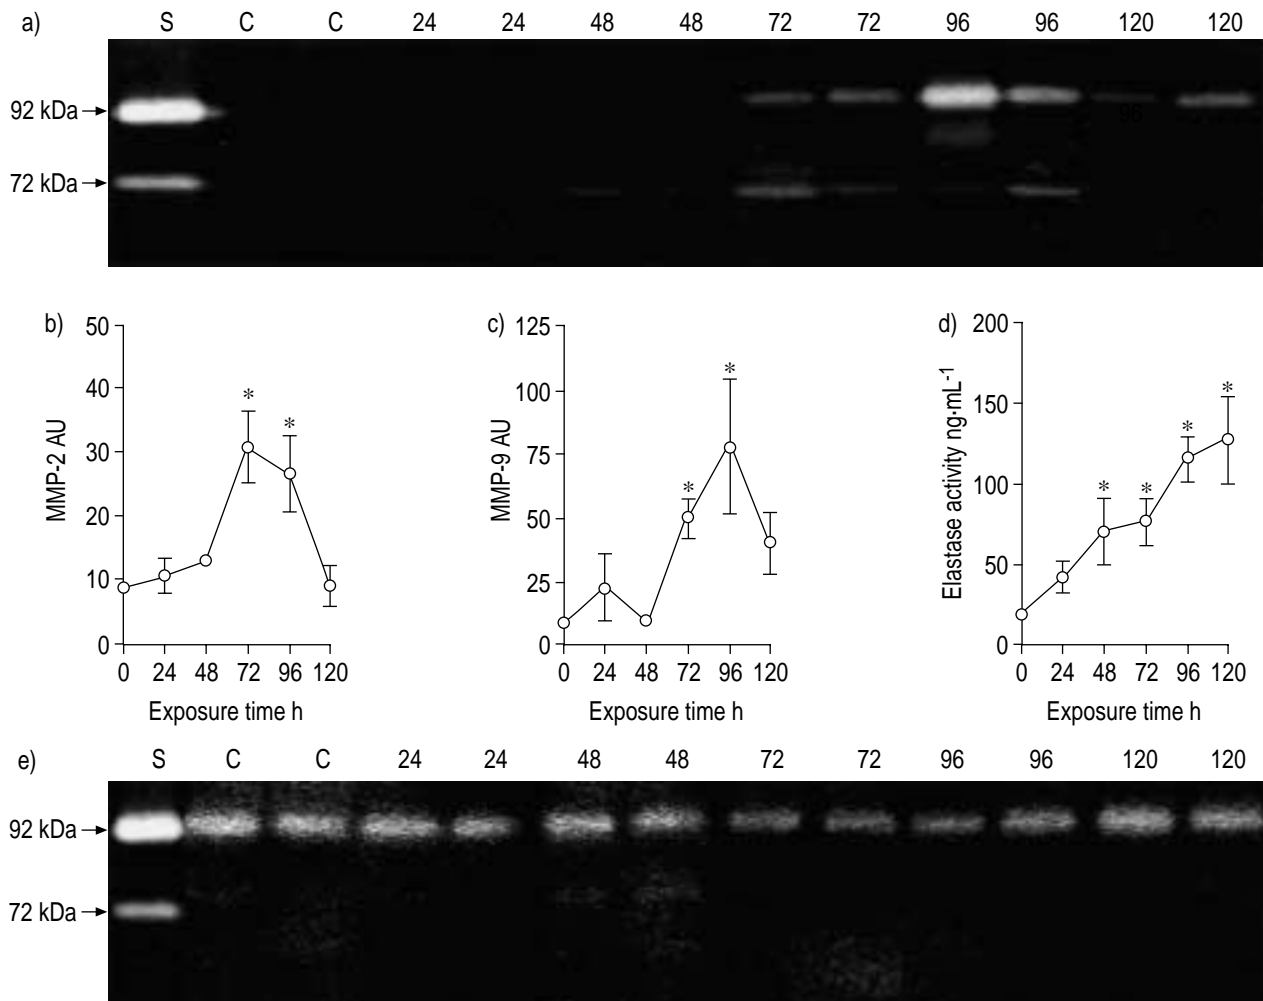 a) S C C 24 24 48 48 72 72 96 96 120 120
92 kDa
96
72 kDa
b)
50
40
30
20
10
0
MMP-2 AU
* *
0 24 48 72 96 120
Exposure time h
c)
125
100
75
50
25
0
MMP-9 AU
* *
0 24 48 72 96 120
Exposure time h
d)
200
150
100
50
0
Elastase activity ng·mL-1
* * * *
0 24 48 72 96 120
Exposure time h
e) S C C 24 24 48 48 72 72 96 96 120 120
92 kDa
72 kDa